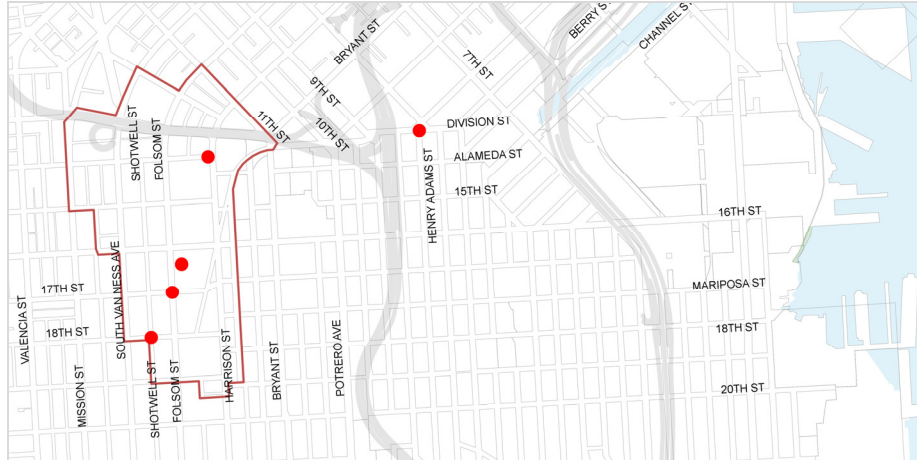 BERRY ST
CHANNEL ST
BRYANT ST
7TH ST
9TH ST
11TH ST
10TH ST
DIVISION ST
SHOTWELL ST
FOLSOM ST
ALAMEDA ST
15TH ST
HENRY ADAMS ST
16TH ST
SOUTH VAN NESS AVE
17TH ST
MARIPOSA ST
VALENCIA ST
18TH ST
18TH ST
MISSION ST
SHOTWELL ST
FOLSOM ST
HARRISON ST
BRYANT ST
POTRERO AVE
20TH ST